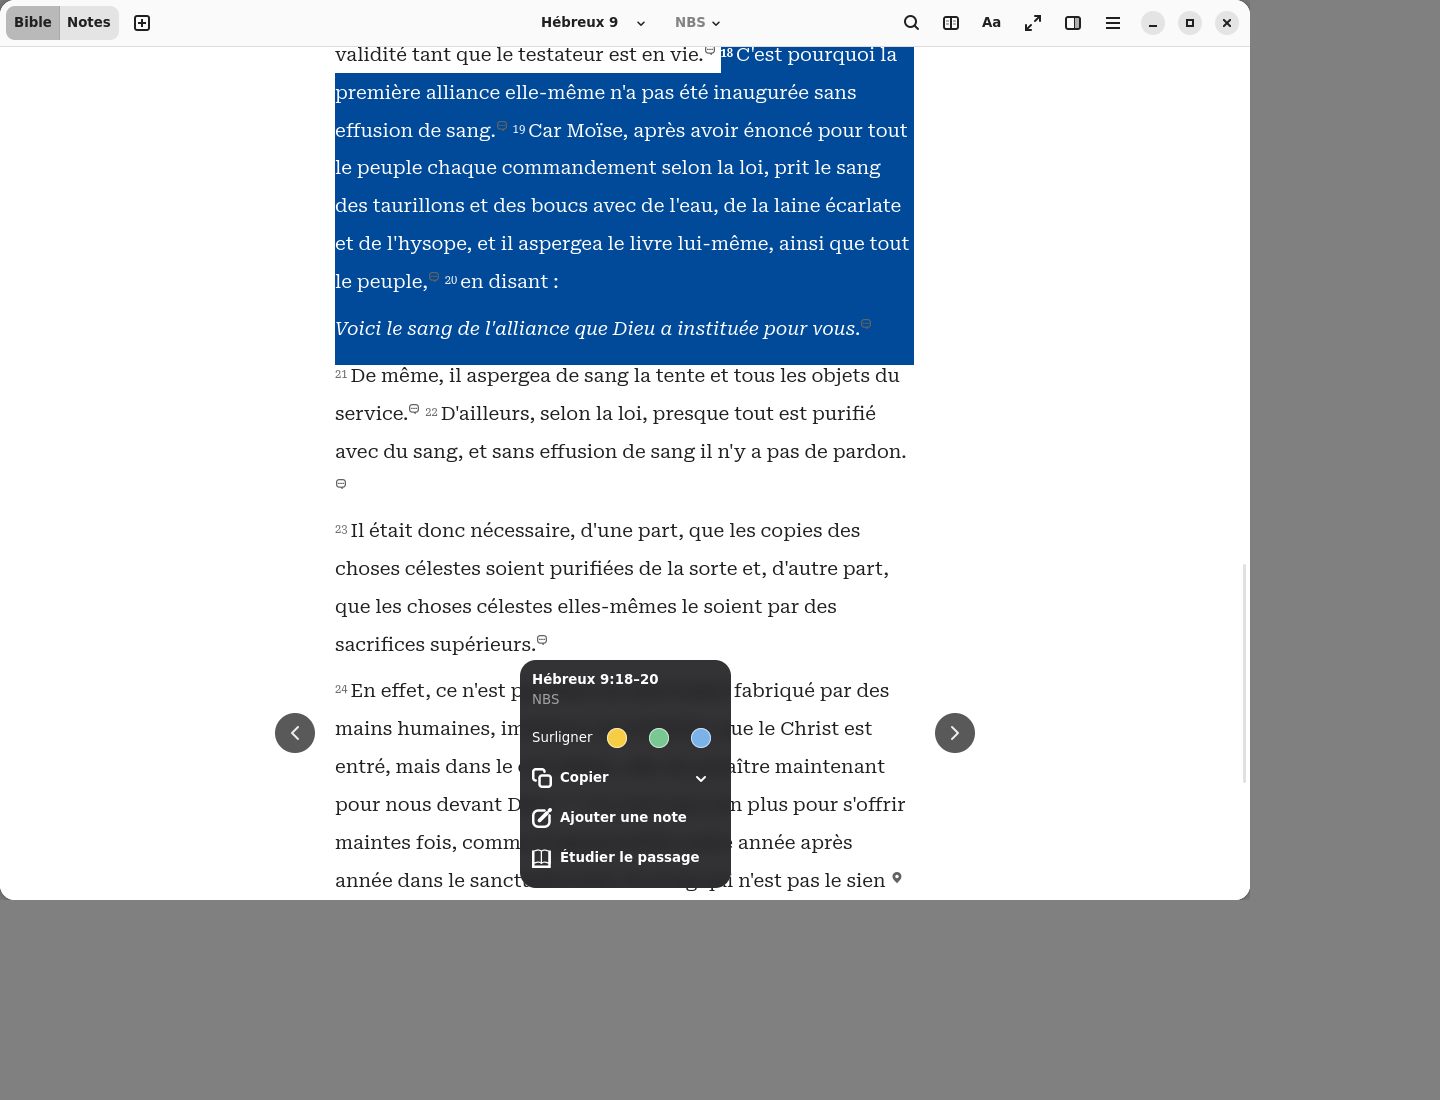 Bible Notes Hébreux 9 NBS Aa
validité tant que le testateur est en vie. 18 C'est pourquoi la
première alliance elle-même n'a pas été inaugurée sans
effusion de sang. 19 Car Moïse, après avoir énoncé pour tout
le peuple chaque commandement selon la loi, prit le sang
des taurillons et des boucs avec de l'eau, de la laine écarlate
et de l'hysope, et il aspergea le livre lui-même, ainsi que tout
le peuple, 20 en disant :
Voici le sang de l'alliance que Dieu a instituée pour vous.
21 De même, il aspergea de sang la tente et tous les objets du
service. 22 D'ailleurs, selon la loi, presque tout est purifié
avec du sang, et sans effusion de sang il n'y a pas de pardon.
23 Il était donc nécessaire, d'une part, que les copies des
choses célestes soient purifiées de la sorte et, d'autre part,
que les choses célestes elles-mêmes le soient par des
sacrifices supérieurs.
24 En effet, ce n'est fabriqué par des
mains humaines, le Christ est
entré, mais dans le maintenant
pour nous devant plus pour s'offrir
maintes fois, année après
année dans le n'est pas le sien
Hébreux 9:18–20
NBS
Surligner
Copier
Ajouter une note
Étudier le passage